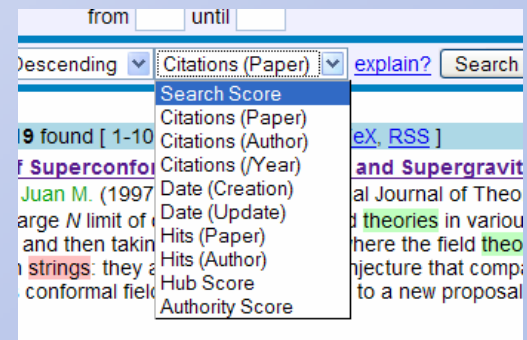 from until
Descending Citations (Paper) explain? Search
Search Score
Citations (Paper)
Citations (Author)
Citations (/Year)
Date (Creation)
Date (Update)
Hits (Paper)
Hits (Author)
Hub Score
Authority Score
19 found [ 1-10 eX, RSS ]
f Superconfor and Supergravit
Juan M. (1997 al Journal of Theo
arge N limit of d theories in variou
and then takin here the field theo
strings: they a njecture that compa
conformal fiel to a new proposal